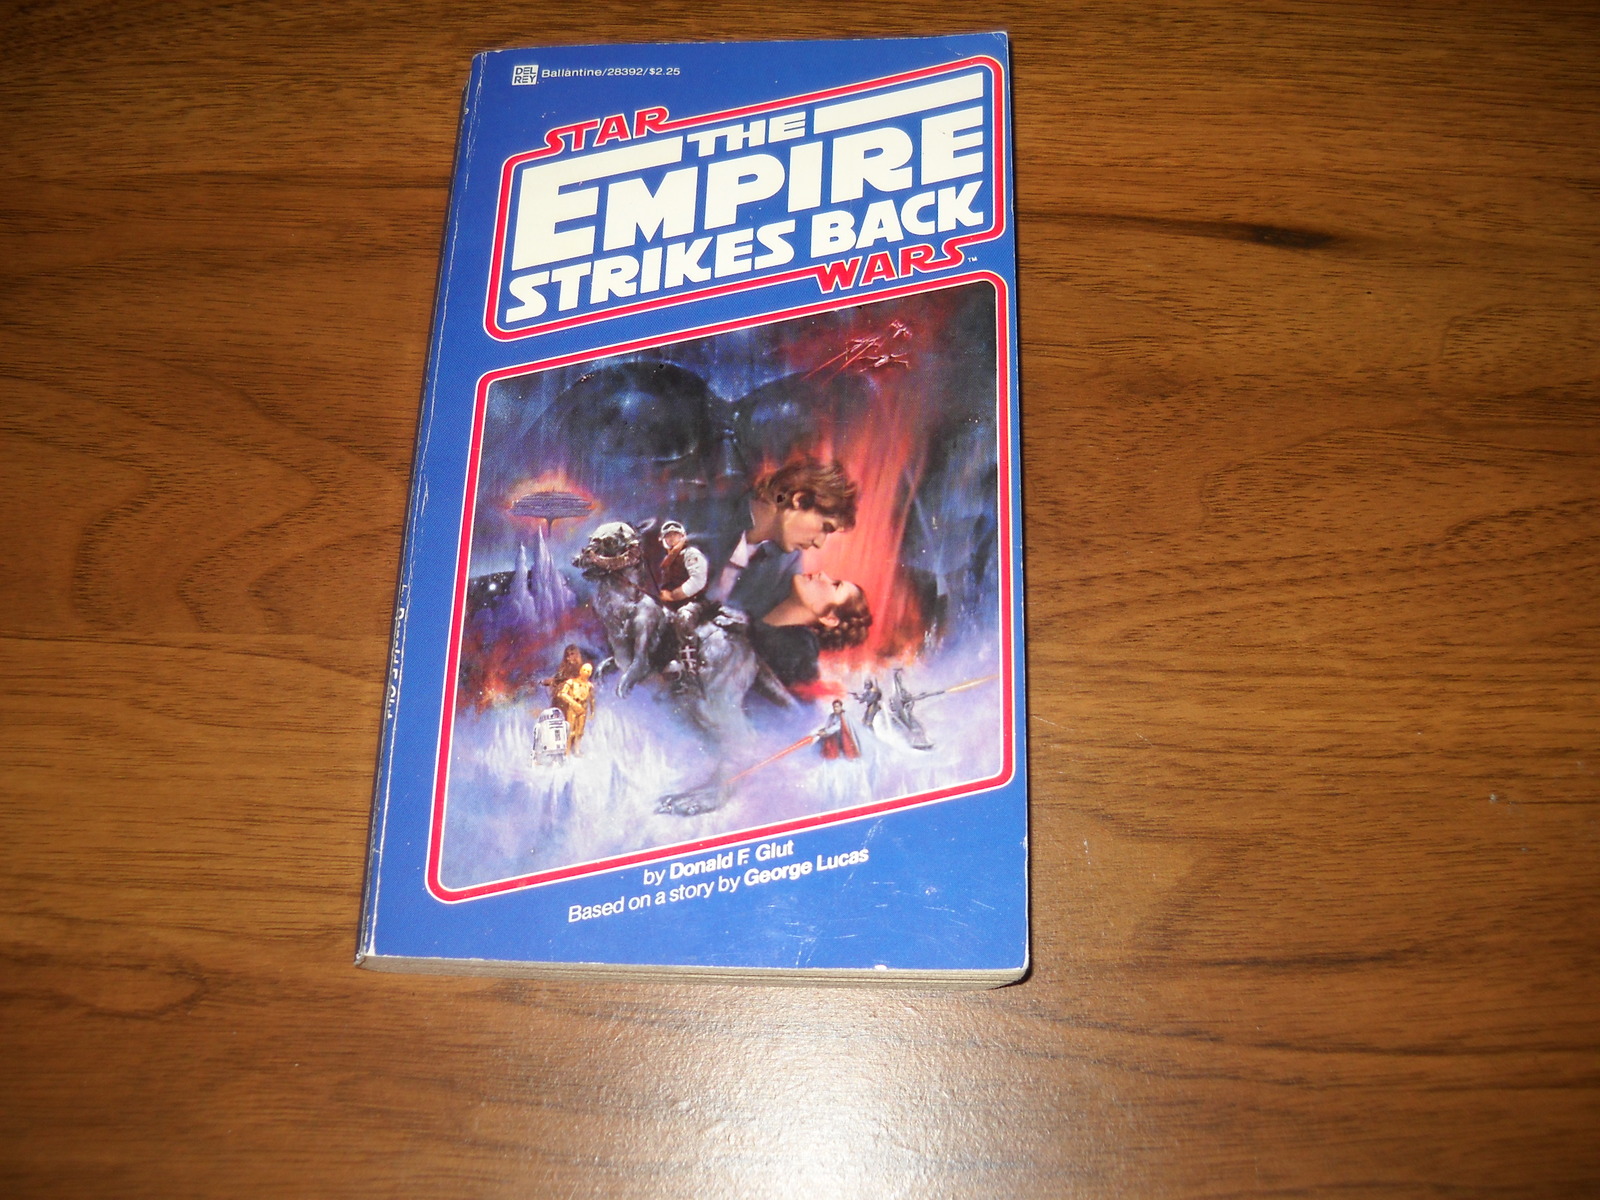 DEL REY Ballantine/28392/$2.25
STAR
THE
EMPIRE
STRIKES BACK
WARS™
by Donald F. Glut
Based on a story by George Lucas